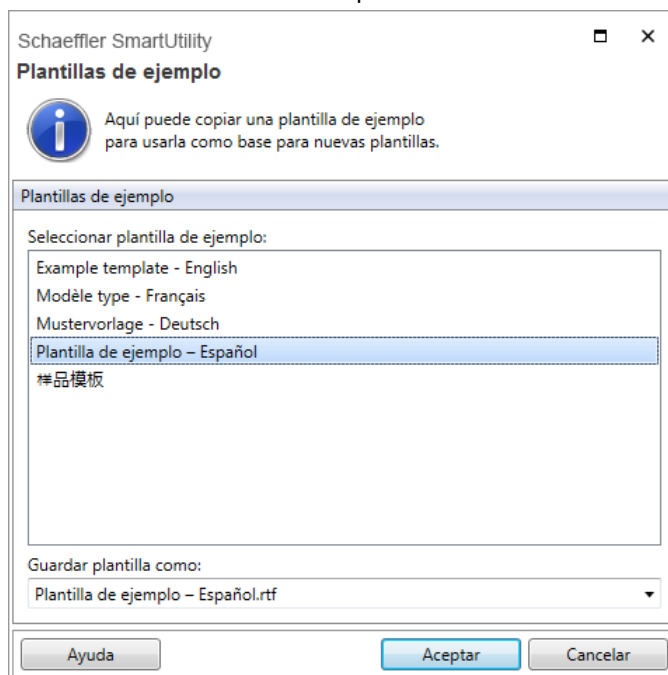 Schaeffler SmartUtility
Plantillas de ejemplo
Aquí puede copiar una plantilla de ejemplo
para usarla como base para nuevas plantillas.
Plantillas de ejemplo
Seleccionar plantilla de ejemplo:
Example template - English
Modèle type - Français
Mustervorlage - Deutsch
Plantilla de ejemplo – Español
样品模板
Guardar plantilla como:
Plantilla de ejemplo – Español.rtf
Ayuda
Aceptar
Cancelar